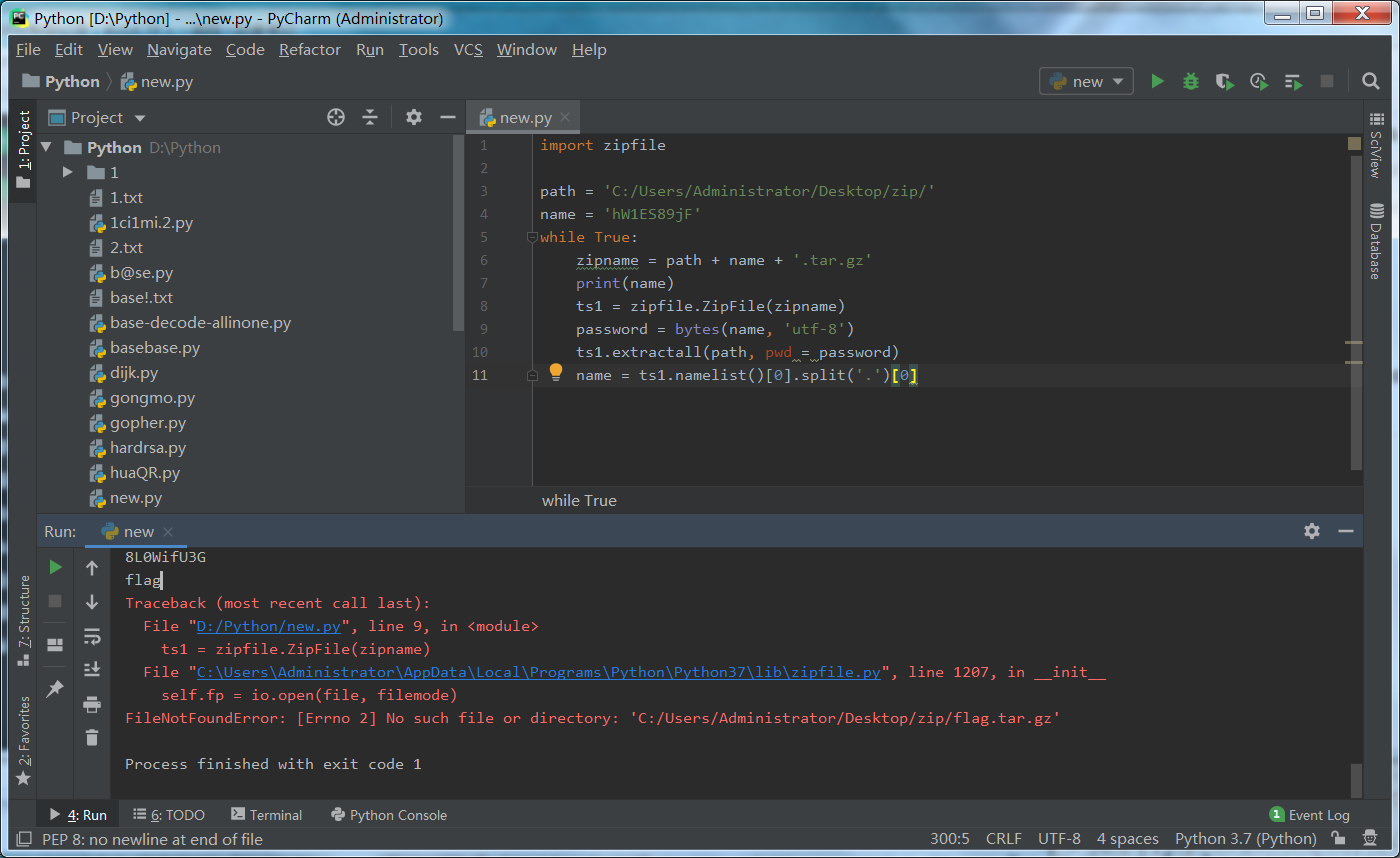 Python [D:\Python] - ...\new.py - PyCharm (Administrator)
File Edit View Navigate Code Refactor Run Tools VCS Window Help
Python new.py new
1: Project
Project
new.py
Python D:\Python
1
1.txt
1ci1mi.2.py
2.txt
b@se.py
base!.txt
base-decode-allinone.py
basebase.py
dijk.py
gongmo.py
gopher.py
hardrsa.py
huaQR.py
new.py
1 import zipfile
2
3 path = 'C:/Users/Administrator/Desktop/zip/'
4 name = 'hW1ES89jF'
5 while True:
6 zipname = path + name + '.tar.gz'
7 print(name)
8 ts1 = zipfile.ZipFile(zipname)
9 password = bytes(name, 'utf-8')
10 ts1.extractall(path, pwd = password)
11 name = ts1.namelist()[0].split('.')[0]
while True
SciView
Database
Run: new
8L0WifU3G
flag
Traceback (most recent call last):
File "D:/Python/new.py", line 9, in <module>
ts1 = zipfile.ZipFile(zipname)
File "C:\Users\Administrator\AppData\Local\Programs\Python\Python37\lib\zipfile.py", line 1207, in __init__
self.fp = io.open(file, filemode)
FileNotFoundError: [Errno 2] No such file or directory: 'C:/Users/Administrator/Desktop/zip/flag.tar.gz'
Process finished with exit code 1
Z: Structure
2: Favorites
4: Run 6: TODO Terminal Python Console 1 Event Log
PEP 8: no newline at end of file 300:5 CRLF UTF-8 4 spaces Python 3.7 (Python)